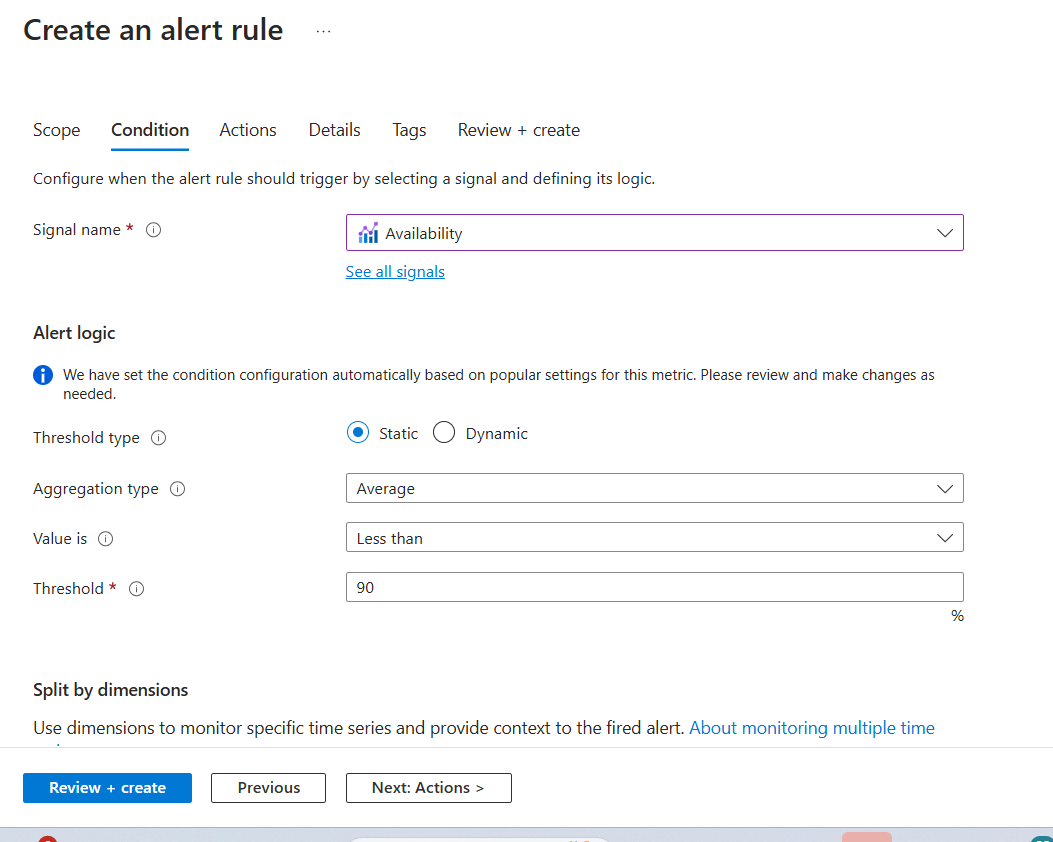 Create an alert rule ...
Scope Condition Actions Details Tags Review + create
Configure when the alert rule should trigger by selecting a signal and defining its logic.
Signal name * Availability
See all signals
Alert logic
We have set the condition configuration automatically based on popular settings for this metric. Please review and make changes as
needed.
Threshold type Static Dynamic
Aggregation type Average
Value is Less than
Threshold * 90
%
Split by dimensions
Use dimensions to monitor specific time series and provide context to the fired alert. About monitoring multiple time
Review + create Previous Next: Actions >